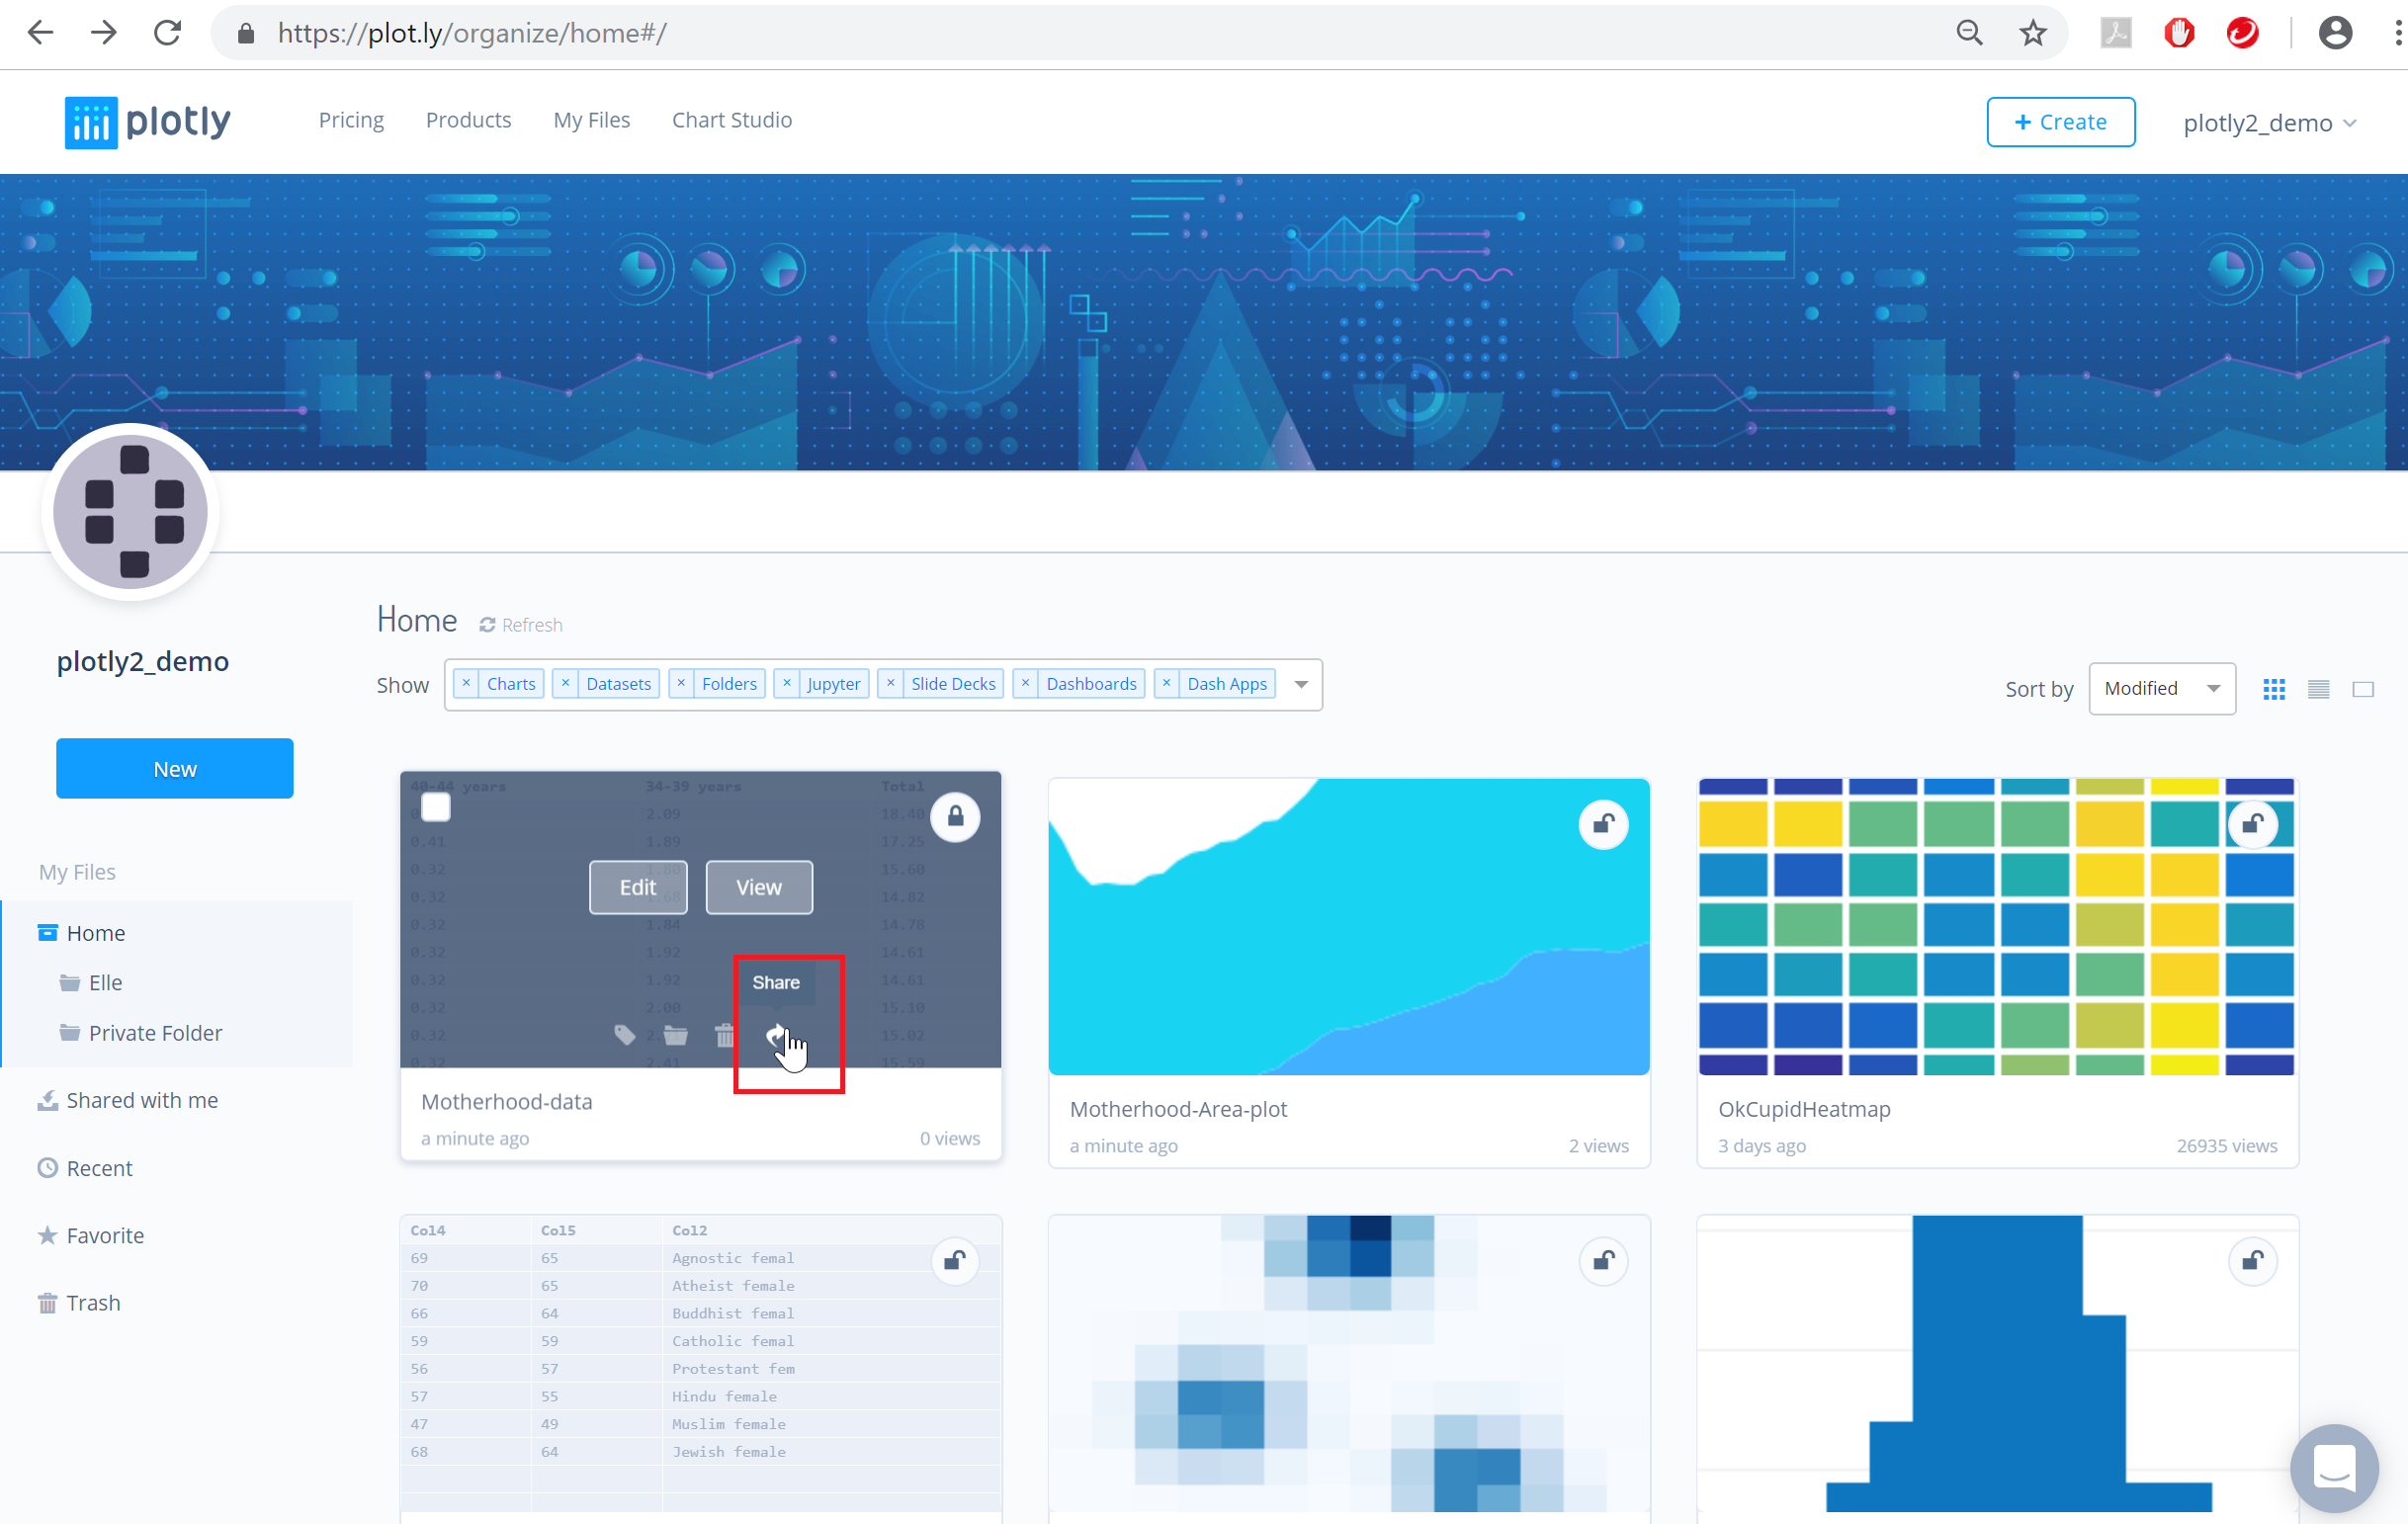 https://plot.ly/organize/home#/
plotly
Pricing Products My Files Chart Studio
+ Create
plotly2_demo
plotly2_demo
Home Refresh
Show × Charts × Datasets × Folders × Jupyter × Slide Decks × Dashboards × Dash Apps
Sort by Modified
New
My Files
Home
Elle
Private Folder
Shared with me
Recent
Favorite
Trash
40-44 years 34-39 years Total
2.09 18.40
0.41 1.89 17.25
0.32 15.60
Edit View
0.32 14.82
0.32 1.84 14.78
0.32 1.92 14.61
0.32 1.92 14.61
Share
0.32 2.00 15.10
0.32 15.02
0.32 2.41 15.59
Motherhood-data
a minute ago 0 views
Motherhood-Area-plot
a minute ago 2 views
OkCupidHeatmap
3 days ago 26935 views
Col4 Col5 Col2
69 65 Agnostic femal
70 65 Atheist female
66 64 Buddhist femal
59 59 Catholic femal
56 57 Protestant fem
57 55 Hindu female
47 49 Muslim female
68 64 Jewish female